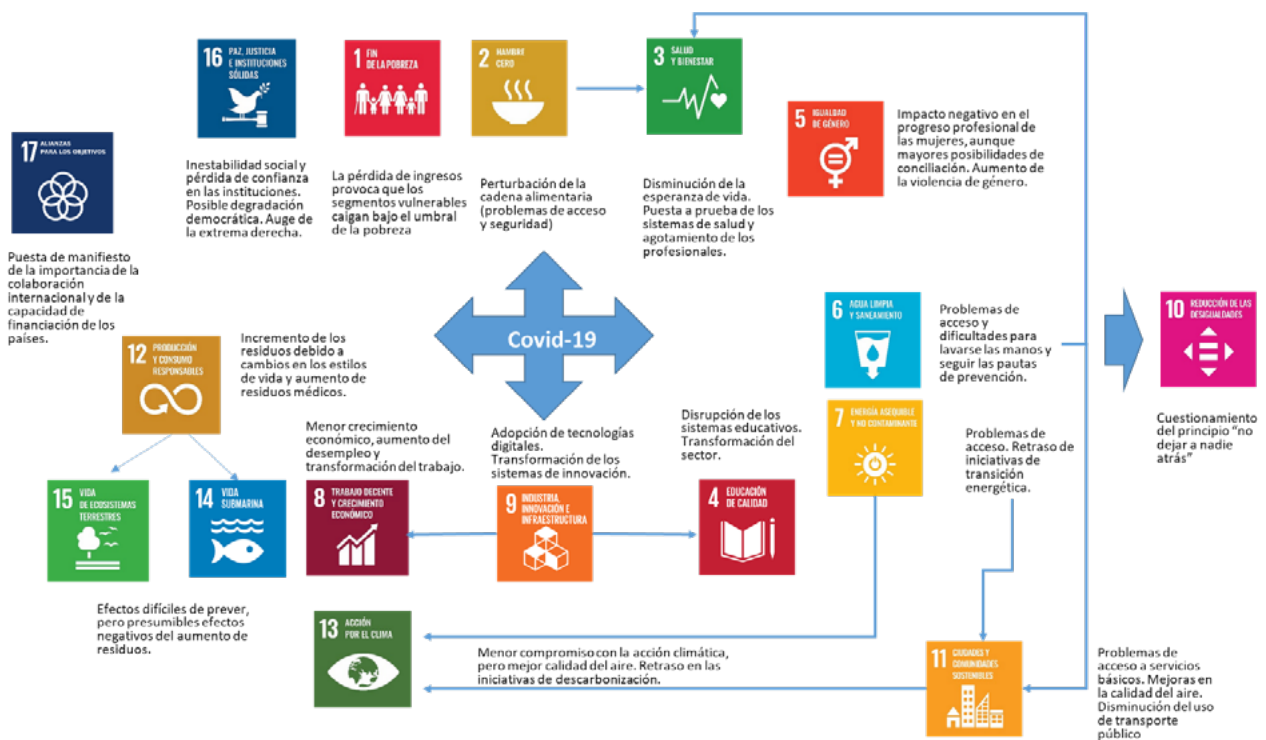 16 PAZ, JUSTICIA
E INSTITUCIONES
SÓLIDAS
Inestabilidad social y
pérdida de confianza
en las instituciones.
Posible degradación
democrática. Auge de
la extrema derecha.
1 FIN
DE LA POBREZA
La pérdida de ingresos
provoca que los
segmentos vulnerables
caigan bajo el umbral
de la pobreza
2 HAMBRE
CERO
Perturbación de la
cadena alimentaria
(problemas de acceso
y seguridad)
3 SALUD
Y BIENESTAR
Disminución de la
esperanza de vida.
Puesta a prueba de los
sistemas de salud y
agotamiento de los
profesionales.
5 IGUALDAD
DE GÉNERO
Impacto negativo en el
progreso profesional de
las mujeres, aunque
mayores posibilidades de
conciliación. Aumento de
la violencia de género.
17 ALIANZAS
PARA LOS OBJETIVOS
Puesta de manifiesto
de la importancia de la
colaboración
internacional y de la
capacidad de
financiación de los
países.
Covid-19
12 PRODUCCIÓN
Y CONSUMO
RESPONSABLES
Incremento de los
residuos debido a
cambios en los estilos
de vida y aumento de
residuos médicos.
6 AGUA LIMPIA
Y SANEAMIENTO
Problemas de
acceso y
dificultades para
lavarse las manos y
seguir las pautas
de prevención.
10 REDUCCIÓN DE LAS
DESIGUALDADES
Cuestionamiento
del principio “no
dejar a nadie
atrás”
7 ENERGÍA ASEQUIBLE
Y NO CONTAMINANTE
Problemas de
acceso. Retraso de
iniciativas de
transición
energética.
Menor crecimiento
económico, aumento del
desempleo y
transformación del trabajo.
Adopción de tecnologías
digitales.
Transformación de los
sistemas de innovación.
Disrupción de los
sistemas educativos.
Transformación del
sector.
15 VIDA
DE ECOSISTEMAS
TERRESTRES
14 VIDA
SUBMARINA
8 TRABAJO DECENTE
Y CRECIMIENTO
ECONÓMICO
9 INDUSTRIA,
INNOVACIÓN E
INFRAESTRUCTURA
4 EDUCACIÓN
DE CALIDAD
Efectos difíciles de prever,
pero presumibles efectos
negativos del aumento de
residuos.
13 ACCIÓN
POR EL CLIMA
Menor compromiso con la acción climática,
pero mejor calidad del aire. Retraso en las
iniciativas de descarbonización.
11 CIUDADES Y
COMUNIDADES
SOSTENIBLES
Problemas de
acceso a servicios
básicos. Mejoras en
la calidad del aire.
Disminución del uso
de transporte
público